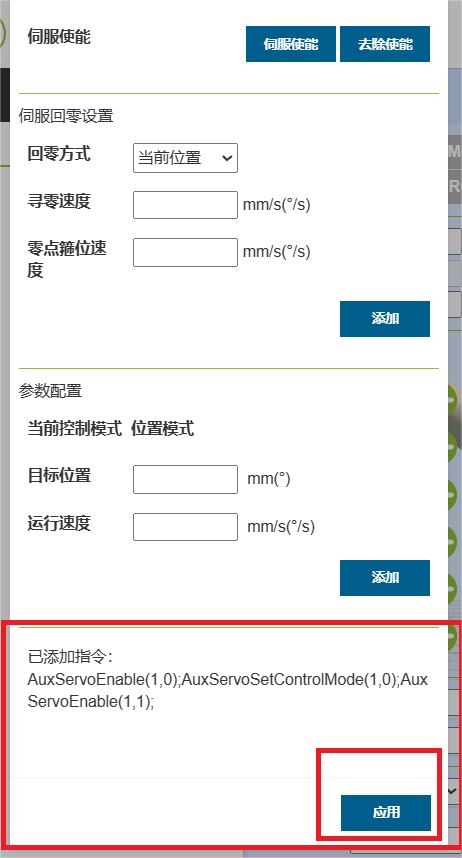 伺服使能
伺服使能 去除使能
伺服回零设置
回零方式 当前位置
寻零速度 mm/s(°/s)
零点箍位速 mm/s(°/s)
度
添加
参数配置
当前控制模式 位置模式
目标位置 mm(°)
运行速度 mm/s(°/s)
添加
已添加指令：
AuxServoEnable(1,0);AuxServoSetControlMode(1,0);Aux
ServoEnable(1,1);
应用